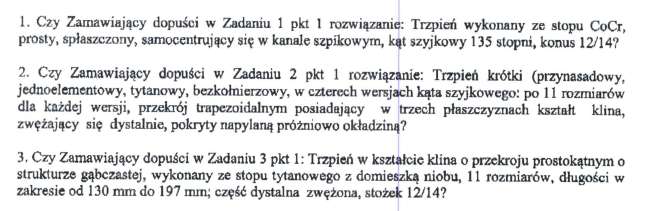 1. Czy Zamawiający dopuści w Zadaniu 1 pkt 1 rozwiązanie: Trzpień wykonany ze stopu CoCr,
prosty, spłaszczony, samocentrujący się w kanale szpikowym, kąt szyjkowy 135 stopni, konus 12/14?
2. Czy Zamawiający dopuści w Zadaniu 2 pkt 1 rozwiązanie: Trzpień krótki (przynasadowy,
jednoelementowy, tytanowy, bezkołnierzowy, w czterech wersjach kąta szyjkowego: po 11 rozmiarów
dla każdej wersji, przekrój trapezoidalnym posiadający w trzech płaszczyznach kształt klina,
zwężający się dystalnie, pokryty napylaną próżniowo okładziną?
3. Czy Zamawiający dopuści w Zadaniu 3 pkt 1: Trzpień w kształcie klina o przekroju prostokątnym o
strukturze gąbczastej, wykonany ze stopu tytanowego z domieszką niobu, 11 rozmiarów, długości w
zakresie od 130 mm do 197 mm; część dystalna zwężona, stożek 12/14?